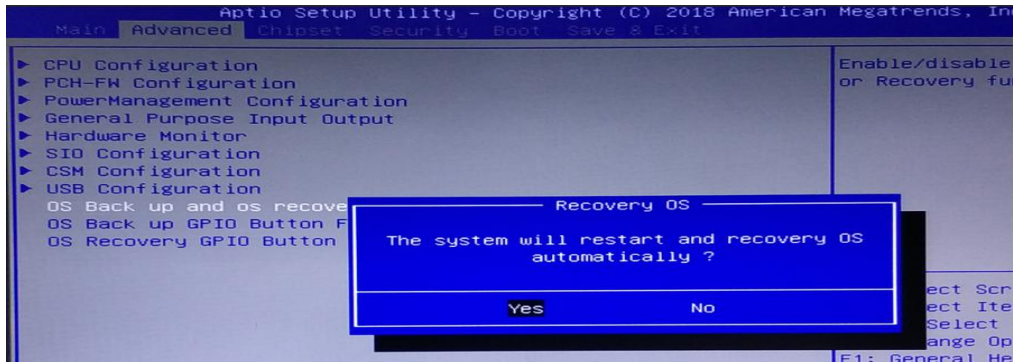 Aptio Setup Utility – Copyright (C) 2018 American Megatrends,
Main Advanced Chipset Security Boot Save & Exit
CPU Configuration
PCH-FW Configuration
PowerManagement Configuration
General Purpose Input Output
Hardware Monitor
SIO Configuration
CSM Configuration
USB Configuration
OS Back up and os recove
OS Back up GPIO Button F
OS Recovery GPIO Button
Enable/disable
or Recovery fu
Recovery OS
The system will restart and recovery OS
automatically ?
Yes No
ect Scr
ect Ite
Select
ange Op
F1: General He